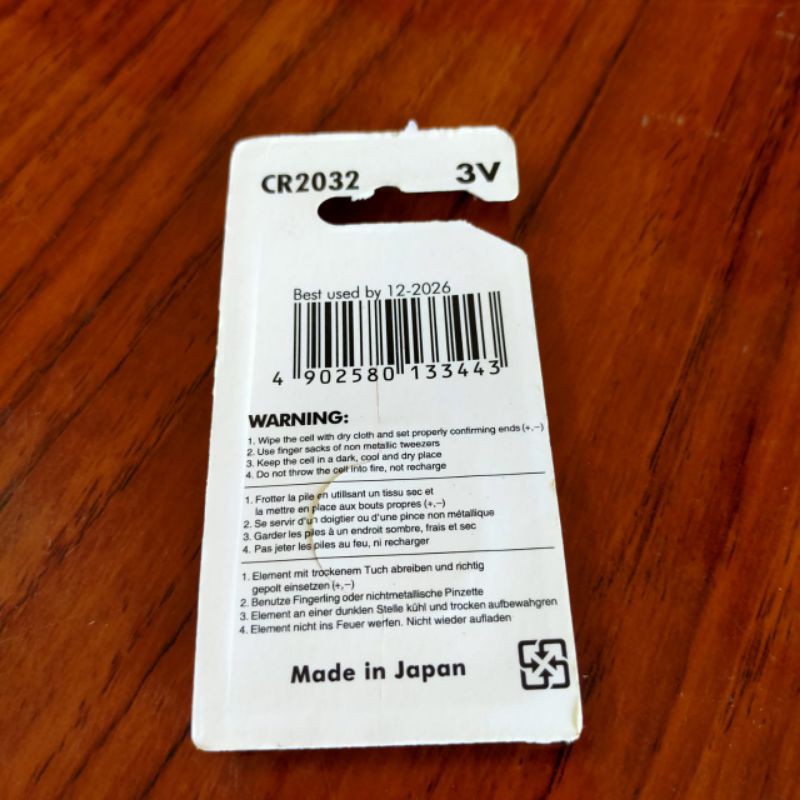 CR2032 3V
Best used by 12-2026
4 902580 133443
WARNING:
1. Wipe the cell with dry cloth and set properly confirming ends (+,−)
2. Use finger sacks of non metallic tweezers
3. Keep the cell in a dark, cool and dry place
4. Do not throw the cell into fire, not recharge
1. Frotter la pile en utilisant un tissu sec et
la mettre en place aux bouts propres (+,−)
2. Se servir d'un doigtier ou d'une pince non métallique
3. Garder les piles à un endroit sombre, frais et sec
4. Pas jeter les piles au feu, ni recharger
1. Element mit trockenem Tuch abreiben und richtig
gepolt einsetzen (+,−)
2. Benutze Fingerling oder nichtmetallische Pinzette
3. Element an einer dunklen Stelle kühl und trocken aufbewahgren
4. Element nicht ins Feuer werfen. Nicht wieder aufladen
Made in Japan